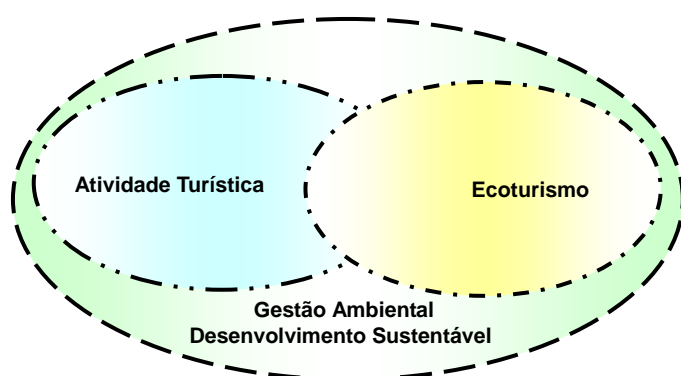 Atividade Turística
Ecoturismo
Gestão Ambiental
Desenvolvimento Sustentável